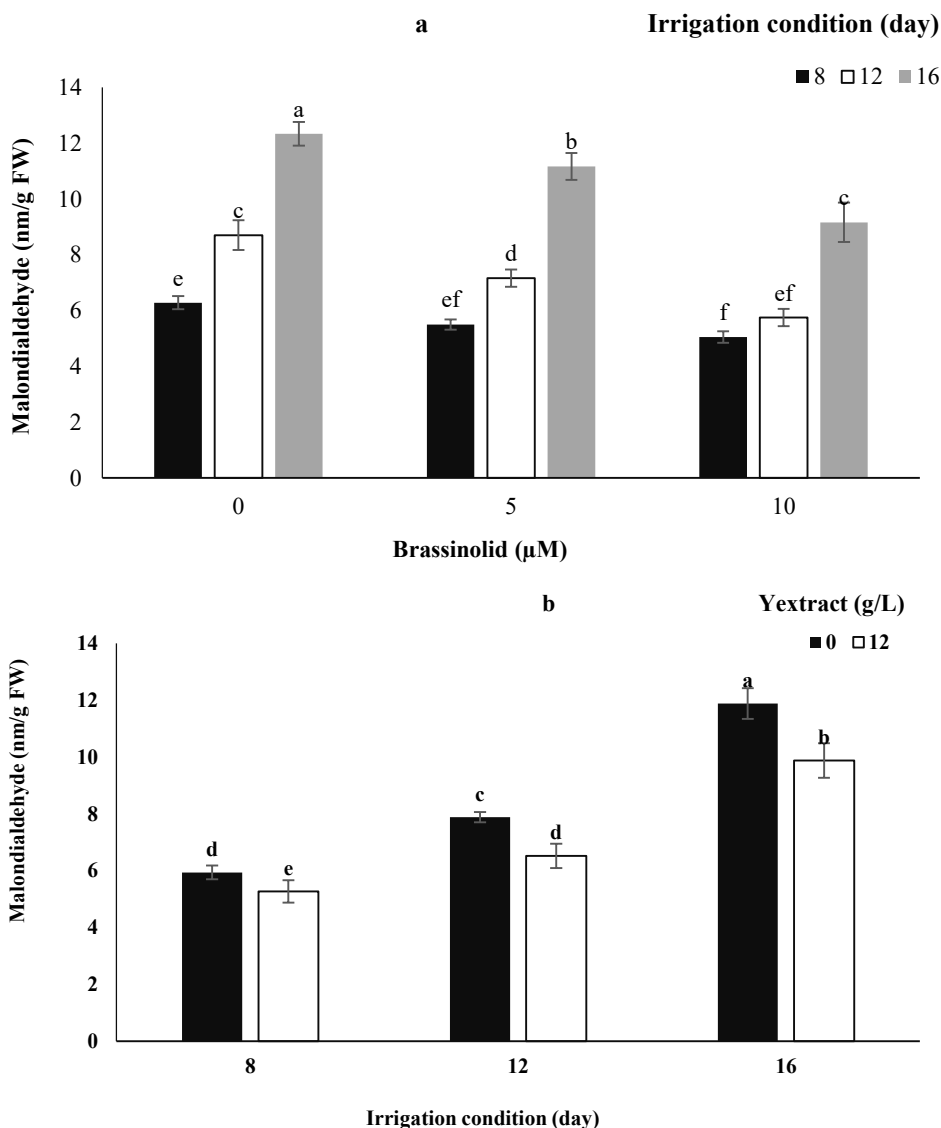 a Irrigation condition (day)
8 12 16
Malondialdehyde (nm/g FW)
14
12
10
8
6
4
2
0
e c a
ef d b
f ef c
0 5 10
Brassinolid (µM)
b Yextract (g/L)
0 12
Malondialdehyde (nm/g FW)
14
12
10
8
6
4
2
0
d e
c d
a b
8 12 16
Irrigation condition (day)